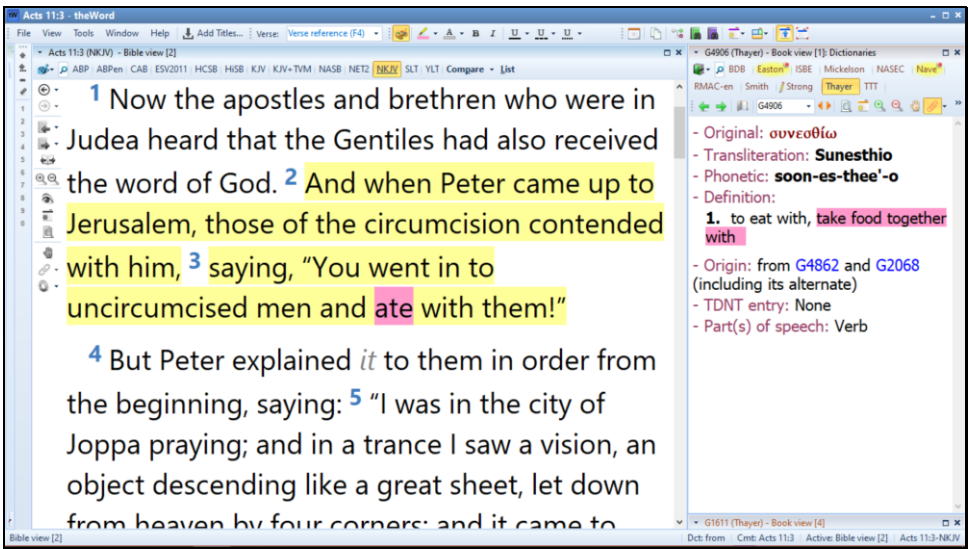 Acts 11:3 - theWord
File View Tools Window Help Add Titles... Verse: Verse reference (F4) A B I U U U
Acts 11:3 (NKJV) - Bible view [2]
ABP ABPen CAB ESV2011 HCSB HiSB KJV KJV+TVM NASB NET2 NKJV SLT YLT Compare List
1 Now the apostles and brethren who were in
Judea heard that the Gentiles had also received
the word of God. 2 And when Peter came up to
Jerusalem, those of the circumcision contended
with him, 3 saying, “You went in to
uncircumcised men and ate with them!”
4 But Peter explained it to them in order from
the beginning, saying: 5 “I was in the city of
Joppa praying; and in a trance I saw a vision, an
object descending like a great sheet, let down
from heaven by four corners; and it came to
G4906 (Thayer) - Book view [1]: Dictionaries
BDB Easton ISBE Mickelson NASEC Nave
RMAC-en Smith Strong Thayer TTT
G4906
- Original: συνεσθίω
- Transliteration: Sunesthio
- Phonetic: soon-es-thee'-o
- Definition:
1. to eat with, take food together
with
- Origin: from G4862 and G2068
(including its alternate)
- TDNT entry: None
- Part(s) of speech: Verb
G1611 (Thayer) - Book view [4]
Bible view [2]
Dct: from Cmt: Acts 11:3 Active: Bible view [2] Acts 11:3-NKJV